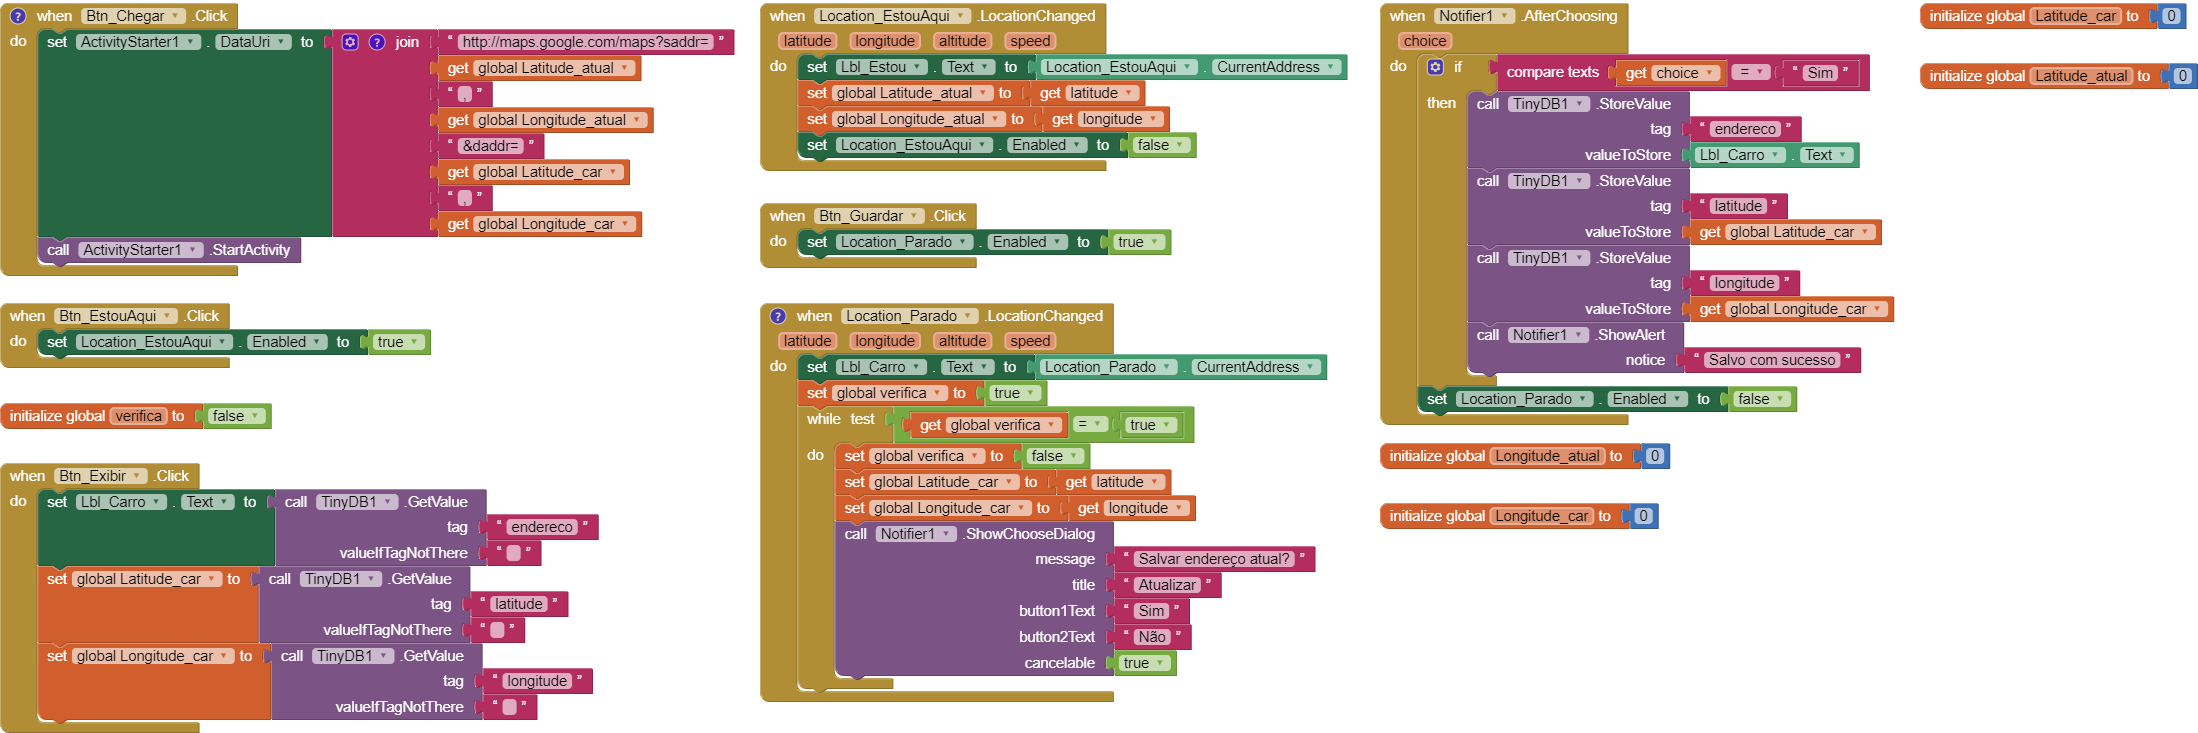 when Btn_Chegar .Click
do set ActivityStarter1 . DataUri to join " http://maps.google.com/maps?saddr= "
get global Latitude_atual
" , "
get global Longitude_atual
" &daddr= "
get global Latitude_car
" , "
get global Longitude_car
call ActivityStarter1 .StartActivity
when Btn_EstouAqui .Click
do set Location_EstouAqui . Enabled to true
initialize global verifica to false
when Btn_Exibir .Click
do set Lbl_Carro . Text to call TinyDB1 .GetValue
tag " endereco "
valueIfTagNotThere " "
set global Latitude_car to call TinyDB1 .GetValue
tag " latitude "
valueIfTagNotThere " "
set global Longitude_car to call TinyDB1 .GetValue
tag " longitude "
valueIfTagNotThere " "
when Location_EstouAqui .LocationChanged
latitude longitude altitude speed
do set Lbl_Estou . Text to Location_EstouAqui . CurrentAddress
set global Latitude_atual to get latitude
set global Longitude_atual to get longitude
set Location_EstouAqui . Enabled to false
when Btn_Guardar .Click
do set Location_Parado . Enabled to true
when Location_Parado .LocationChanged
latitude longitude altitude speed
do set Lbl_Carro . Text to Location_Parado . CurrentAddress
set global verifica to true
while test get global verifica = true
do set global verifica to false
set global Latitude_car to get latitude
set global Longitude_car to get longitude
call Notifier1 .ShowChooseDialog
message " Salvar endereço atual? "
title " Atualizar "
button1Text " Sim "
button2Text " Não "
cancelable true
when Notifier1 .AfterChoosing
choice
do if compare texts get choice = " Sim "
then call TinyDB1 .StoreValue
tag " endereco "
valueToStore Lbl_Carro . Text
call TinyDB1 .StoreValue
tag " latitude "
valueToStore get global Latitude_car
call TinyDB1 .StoreValue
tag " longitude "
valueToStore get global Longitude_car
call Notifier1 .ShowAlert
notice " Salvo com sucesso "
set Location_Parado . Enabled to false
initialize global Longitude_atual to 0
initialize global Longitude_car to 0
initialize global Latitude_car to 0
initialize global Latitude_atual to 0